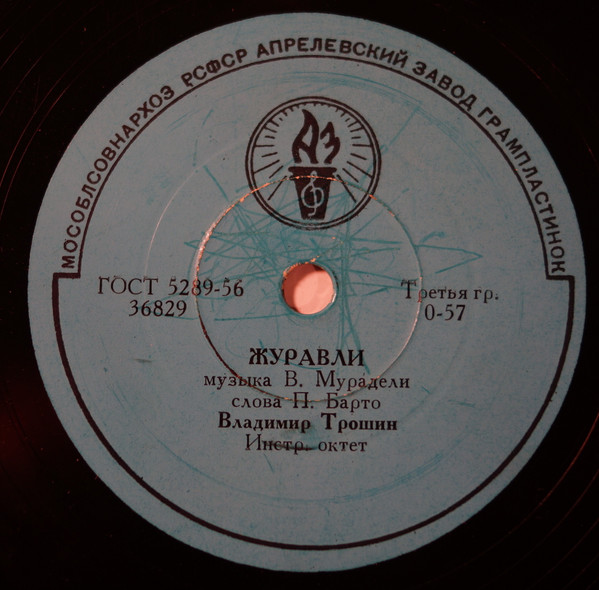 МОСОБЛСОВНАРХОЗ РСФСР АПРЕЛЕВСКИЙ ЗАВОД ГРАМПЛАСТИНОК
АЗ
ГОСТ 5289-56
36829
Третья гр.
0-57
ЖУРАВЛИ
музыка В. Мурадели
слова П. Барто
Владимир Трошин
Инстр. октет